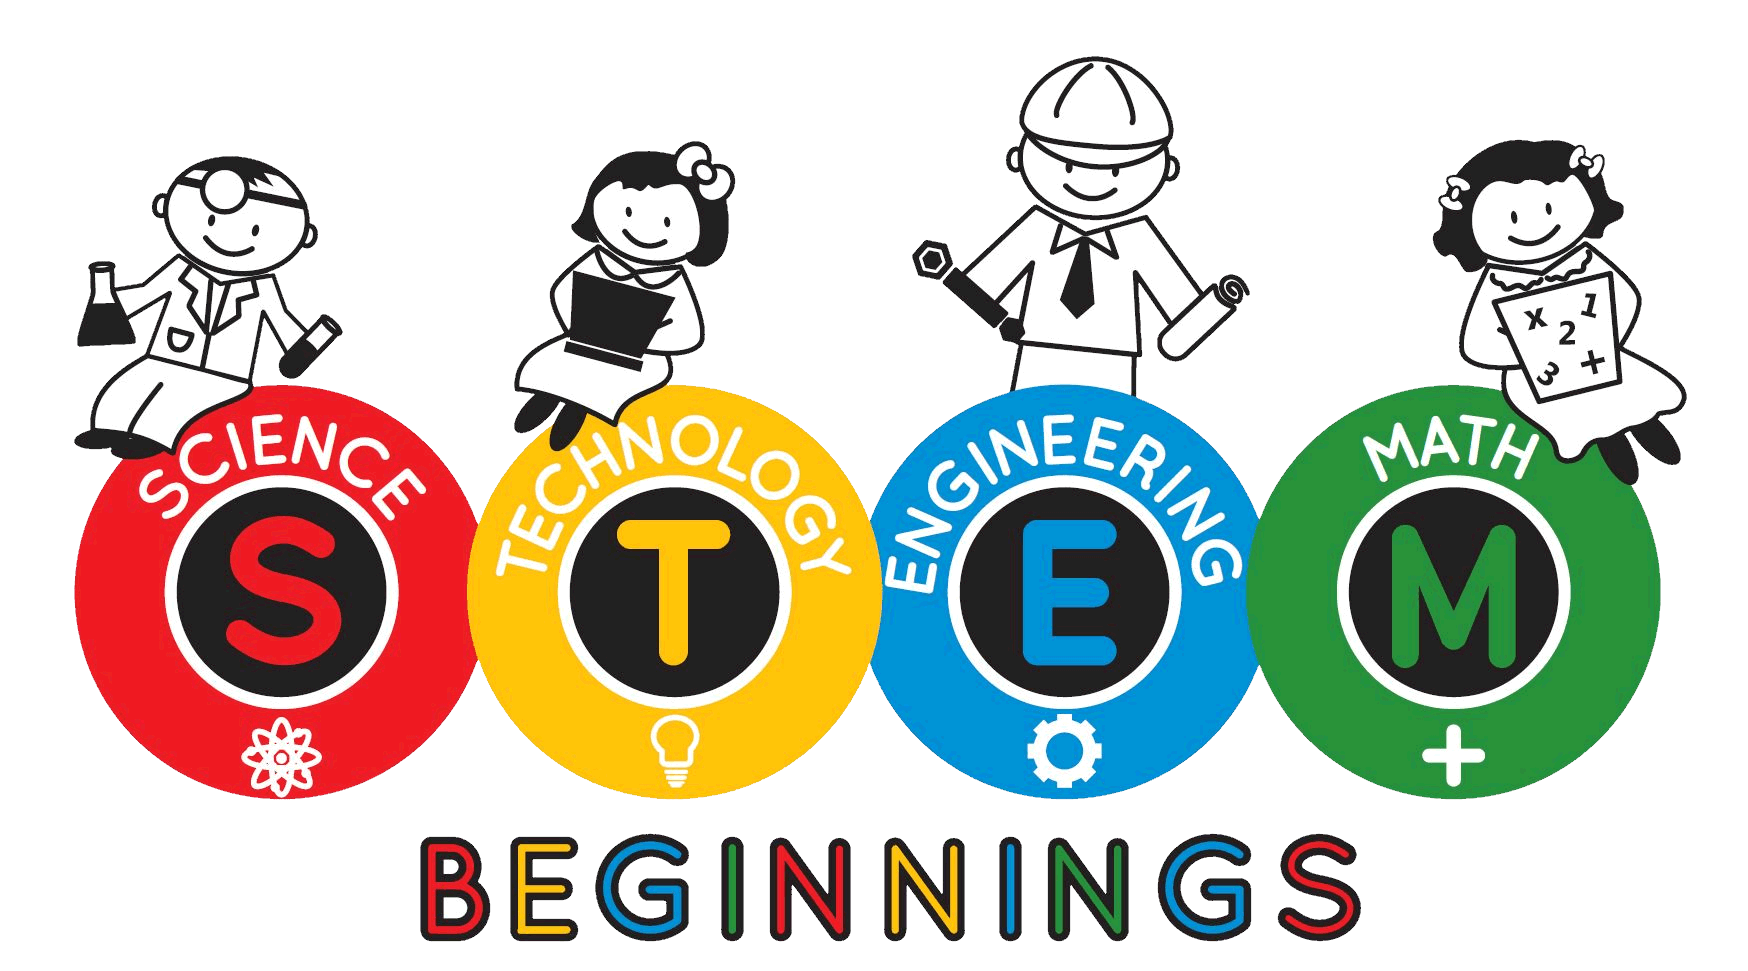 SCIENCE
TECHNOLOGY
ENGINEERING
MATH
S T E M
x 1
2
3 +
BEGINNINGS